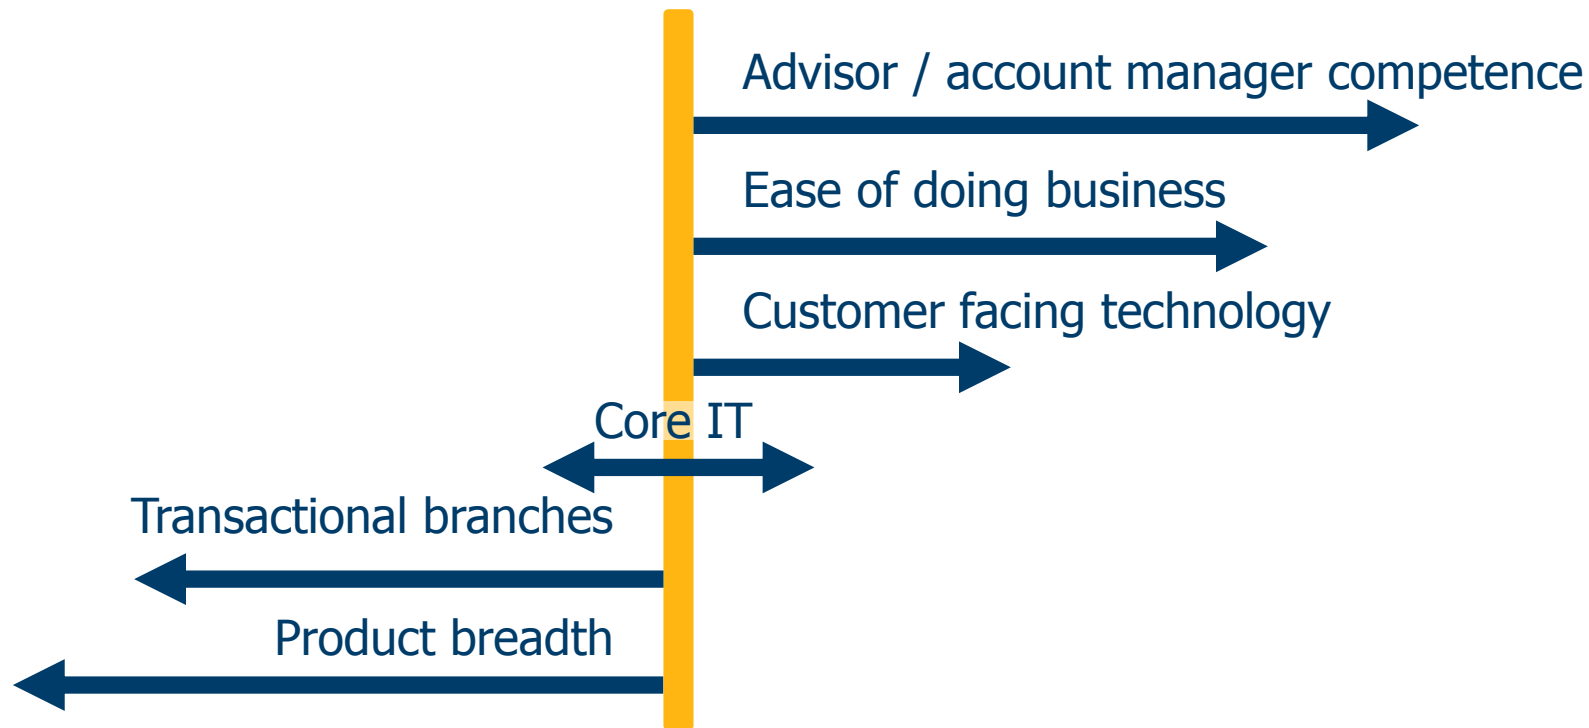 Advisor / account manager competence
Ease of doing business
Customer facing technology
Core IT
Transactional branches
Product breadth